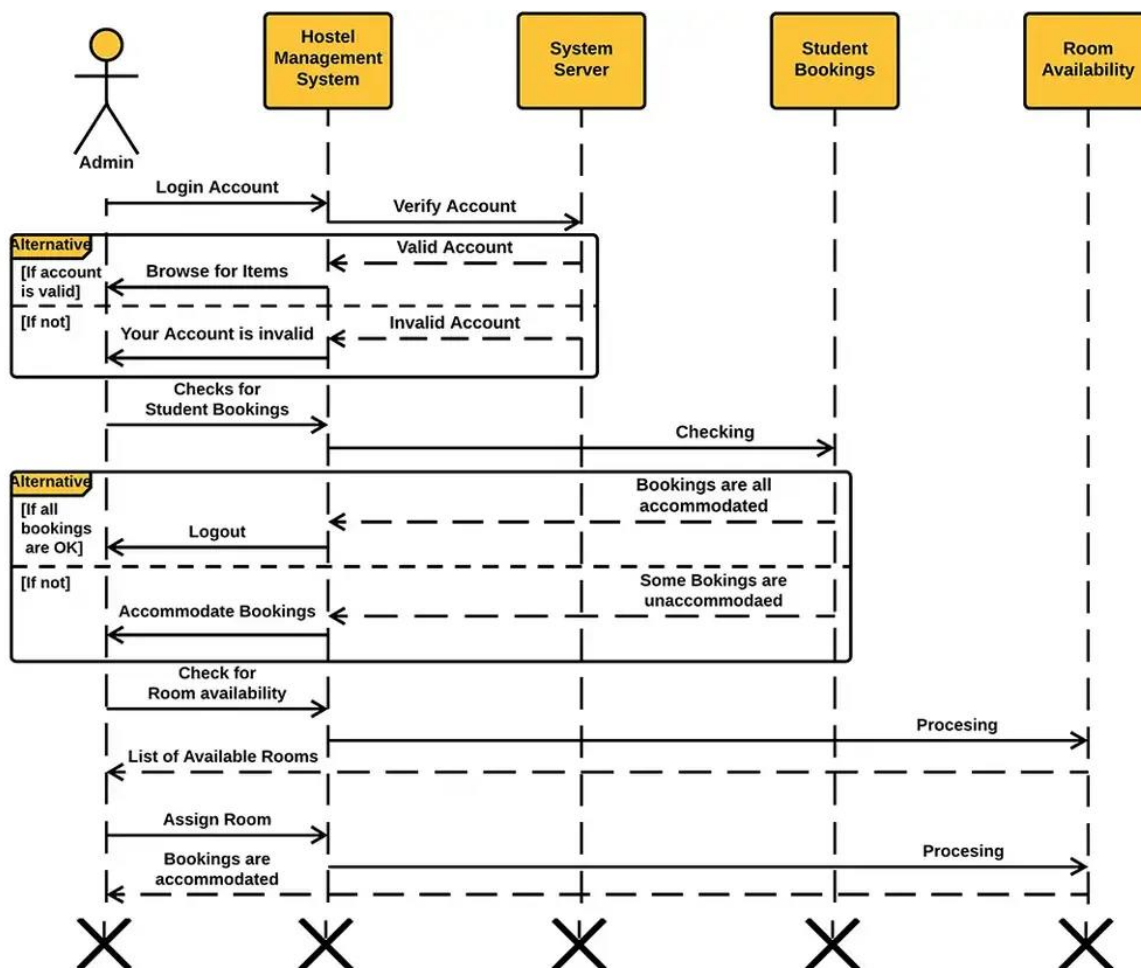 Hostel
Management
System
System
Server
Student
Bookings
Room
Availability
Admin
Login Account
Verify Account
Alternative
Valid Account
[If account
is valid]
Browse for Items
[If not]
Invalid Account
Your Account is invalid
Checks for
Student Bookings
Checking
Alternative
Bookings are all
accommodated
[If all
bookings
are OK]
Logout
[If not]
Some Bokings are
unaccommodaed
Accommodate Bookings
Check for
Room availability
Procesing
List of Available Rooms
Assign Room
Bookings are
accommodated
Procesing